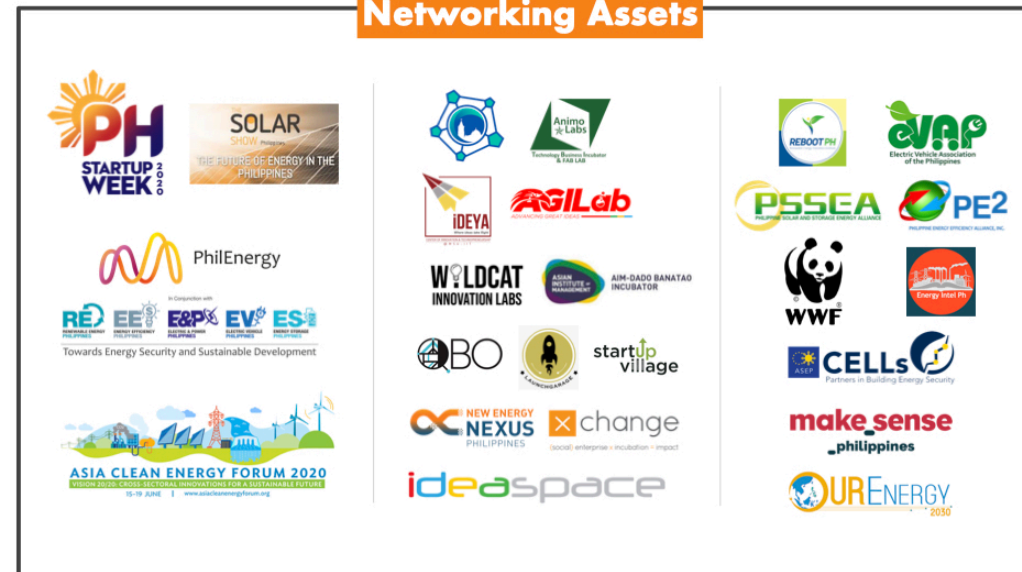 Networking Assets
PH
STARTUP
WEEK
2020
THE
SOLAR
SHOW Philippines
THE FUTURE OF ENERGY IN THE
PHILIPPINES
PhilEnergy
In Conjunction with
RE EE E&P EV ES
RENEWABLE ENERGY PHILIPPINES
ENERGY EFFICIENCY PHILIPPINES
ELECTRIC & POWER PHILIPPINES
ELECTRIC VEHICLE PHILIPPINES
ENERGY STORAGE PHILIPPINES
Towards Energy Security and Sustainable Development
ASIA CLEAN ENERGY FORUM 2020
VISION 20/20: CROSS-SECTORAL INNOVATIONS FOR A SUSTAINABLE FUTURE
15-19 JUNE | www.asiacleanenergyforum.org
Animo
Labs
Technology Business Incubator
& FAB LAB
iDEYA
Where ideas take flight
AGILab
ADVANCING GREAT IDEAS
WILDCAT
INNOVATION LABS
ASIAN
INSTITUTE OF
MANAGEMENT
AIM-DADO BANATAO
INCUBATOR
QBO
LAUNCHGARAGE
startup
village
NEW ENERGY
NEXUS
PHILIPPINES
xchange
(social) enterprise + incubation = impact
ideaspace
REBOOT PH
eVAP
Electric Vehicle Association
of the Philippines
PSSEA
PHILIPPINE SOLAR AND STORAGE ENERGY ALLIANCE
PE2
PHILIPPINE ENERGY EFFICIENCY ALLIANCE, INC.
WWF
Energy Intel Ph
ASEP
CELLs
Partners in Building Energy Security
make_sense
_philippines
OURENERGY
2030